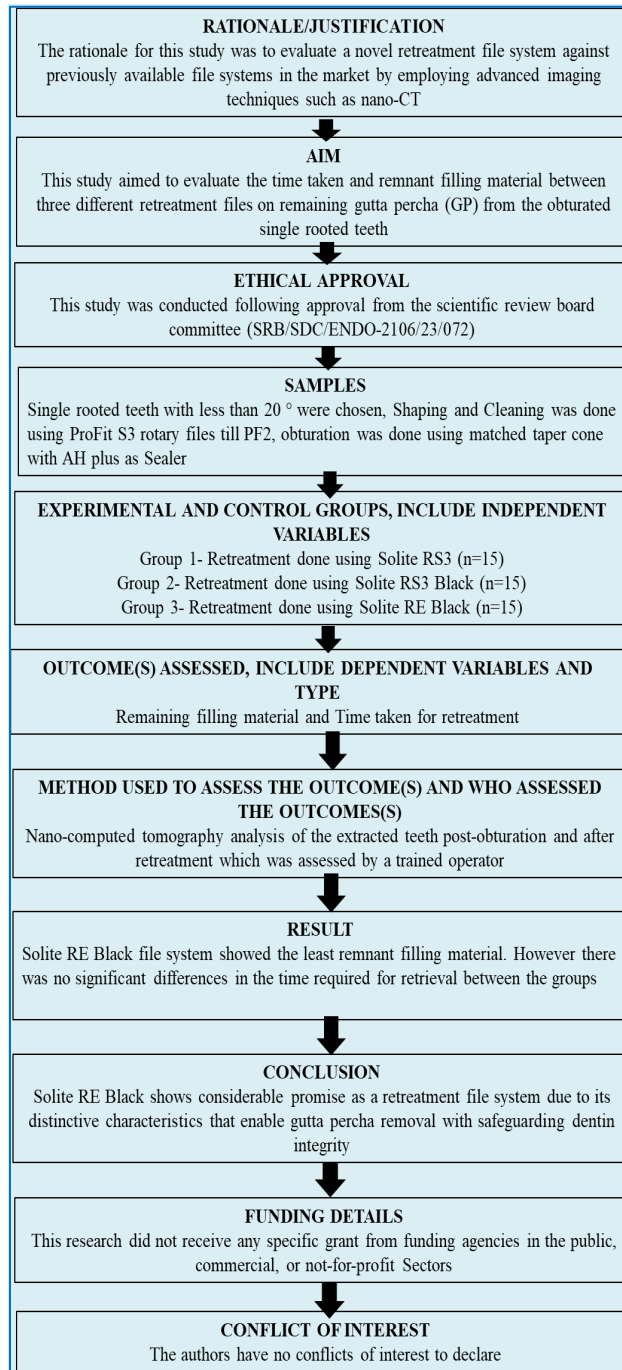 RATIONALE/JUSTIFICATION
The rationale for this study was to evaluate a novel retreatment file system against
previously available file systems in the market by employing advanced imaging
techniques such as nano-CT
AIM
This study aimed to evaluate the time taken and remnant filling material between
three different retreatment files on remaining gutta percha (GP) from the obturated
single rooted teeth
ETHICAL APPROVAL
This study was conducted following approval from the scientific review board
committee (SRB/SDC/ENDO-2106/23/072)
SAMPLES
Single rooted teeth with less than 20 ° were chosen, Shaping and Cleaning was done
using ProFit S3 rotary files till PF2, obturation was done using matched taper cone
with AH plus as Sealer
EXPERIMENTAL AND CONTROL GROUPS, INCLUDE INDEPENDENT
VARIABLES
Group 1- Retreatment done using Solite RS3 (n=15)
Group 2- Retreatment done using Solite RS3 Black (n=15)
Group 3- Retreatment done using Solite RE Black (n=15)
OUTCOME(S) ASSESSED, INCLUDE DEPENDENT VARIABLES AND
TYPE
Remaining filling material and Time taken for retreatment
METHOD USED TO ASSESS THE OUTCOME(S) AND WHO ASSESSED
THE OUTCOMES(S)
Nano-computed tomography analysis of the extracted teeth post-obturation and after
retreatment which was assessed by a trained operator
RESULT
Solite RE Black file system showed the least remnant filling material. However there
was no significant differences in the time required for retrieval between the groups
CONCLUSION
Solite RE Black shows considerable promise as a retreatment file system due to its
distinctive characteristics that enable gutta percha removal with safeguarding dentin
integrity
FUNDING DETAILS
This research did not receive any specific grant from funding agencies in the public,
commercial, or not-for-profit Sectors
CONFLICT OF INTEREST
The authors have no conflicts of interest to declare